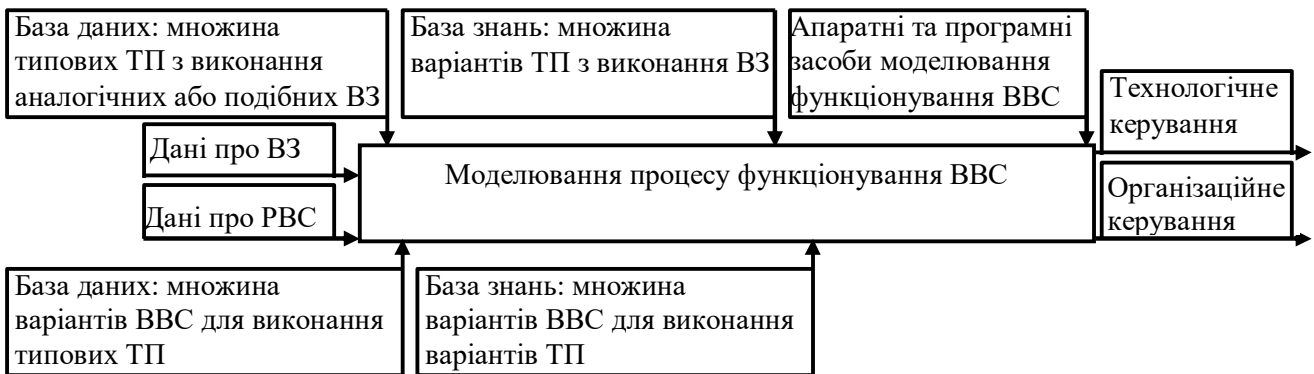 База даних: множина
типових ТП з виконання
аналогічних або подібних ВЗ
База знань: множина
варіантів ТП з виконання ВЗ
Апаратні та програмні
засоби моделювання
функціонування ВВС
Технологічне
керування
Дані про ВЗ
Моделювання процесу функціонування ВВС
Дані про РВС
Організаційне
керування
База даних: множина
варіантів ВВС для виконання
типових ТП
База знань: множина
варіантів ВВС для виконання
варіантів ТП